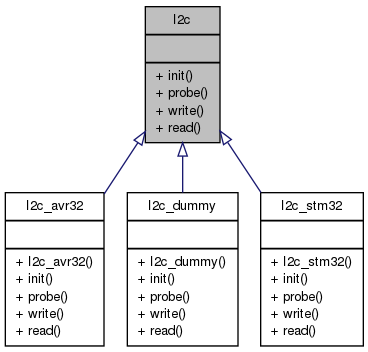 I2c
+ init()
+ probe()
+ write()
+ read()
I2c_avr32
+ I2c_avr32()
+ init()
+ probe()
+ write()
+ read()
I2c_dummy
+ I2c_dummy()
+ init()
+ probe()
+ write()
+ read()
I2c_stm32
+ I2c_stm32()
+ init()
+ probe()
+ write()
+ read()